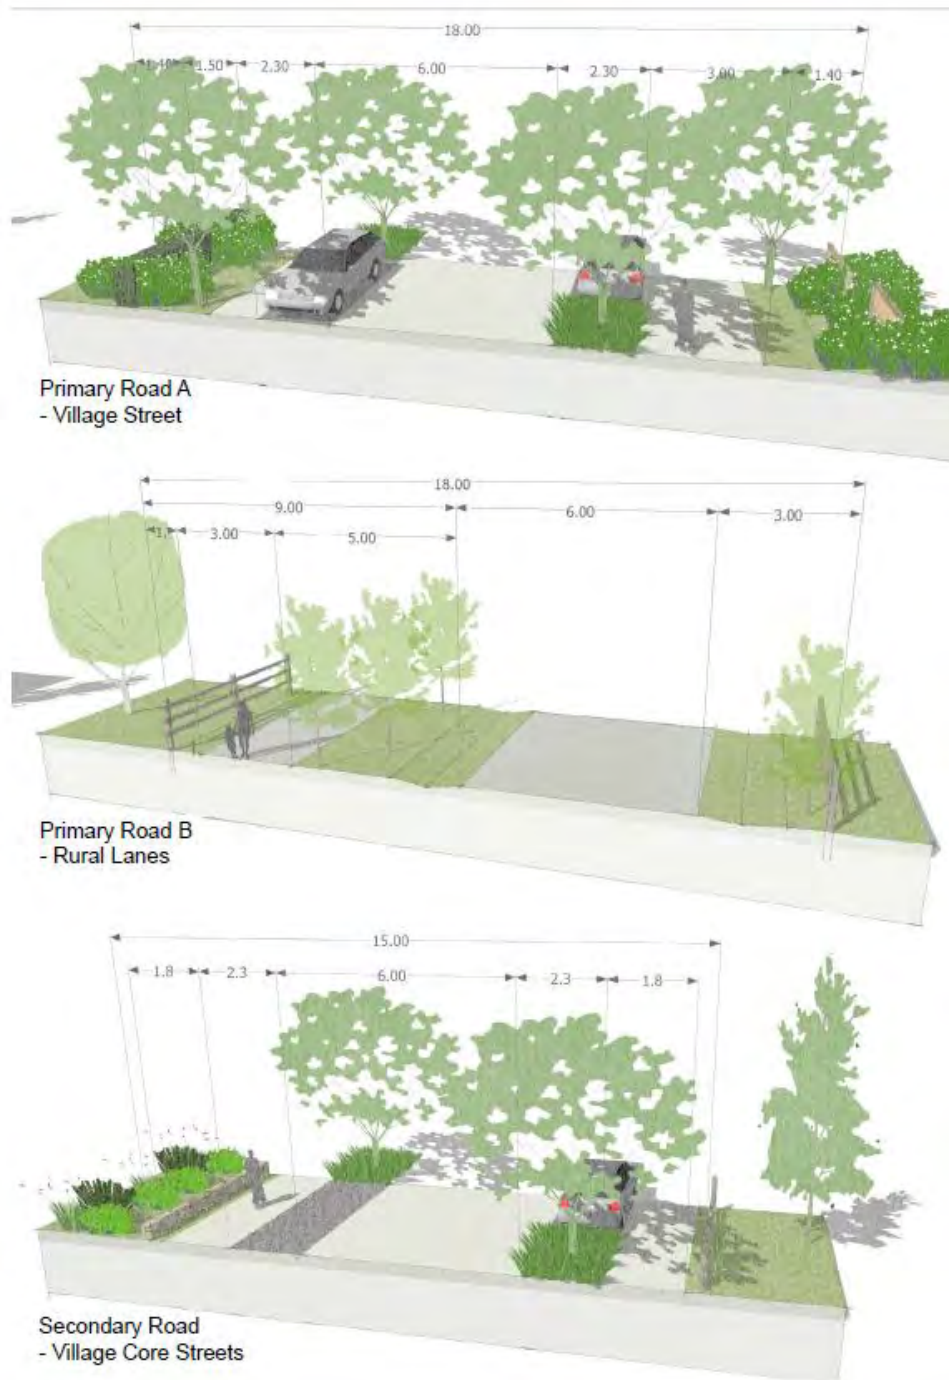 18.00
1.40 1.50 2.30 6.00 2.30 3.00 1.40
Primary Road A
- Village Street
18.00
9.00 6.00 3.00
3.00 5.00
Primary Road B
- Rural Lanes
15.00
1.8 2.3 6.00 2.3 1.8
Secondary Road
- Village Core Streets